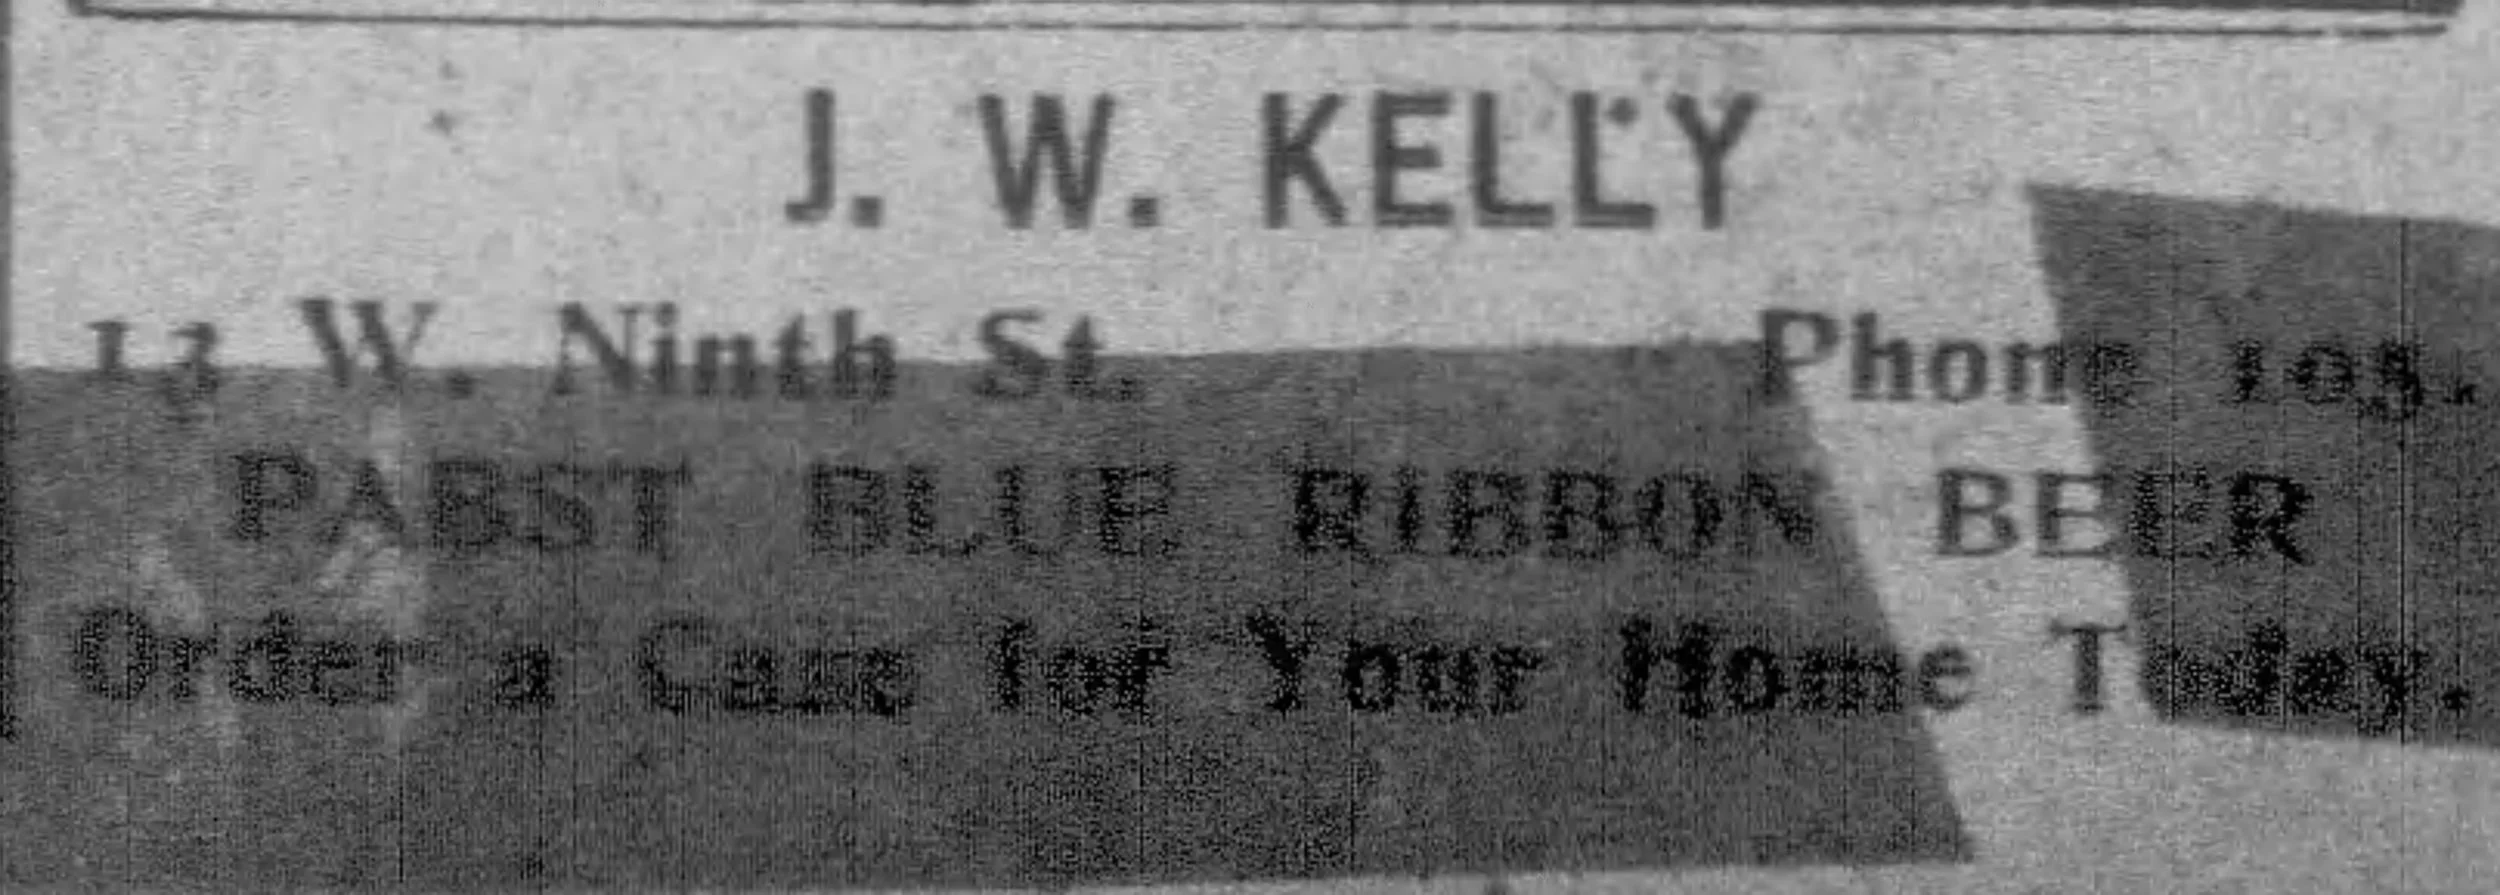 J. W. KELLY
13 W. Ninth St. Phone 105.
PABST BLUE RIBBON BEER
Order a Case for Your Home Today.